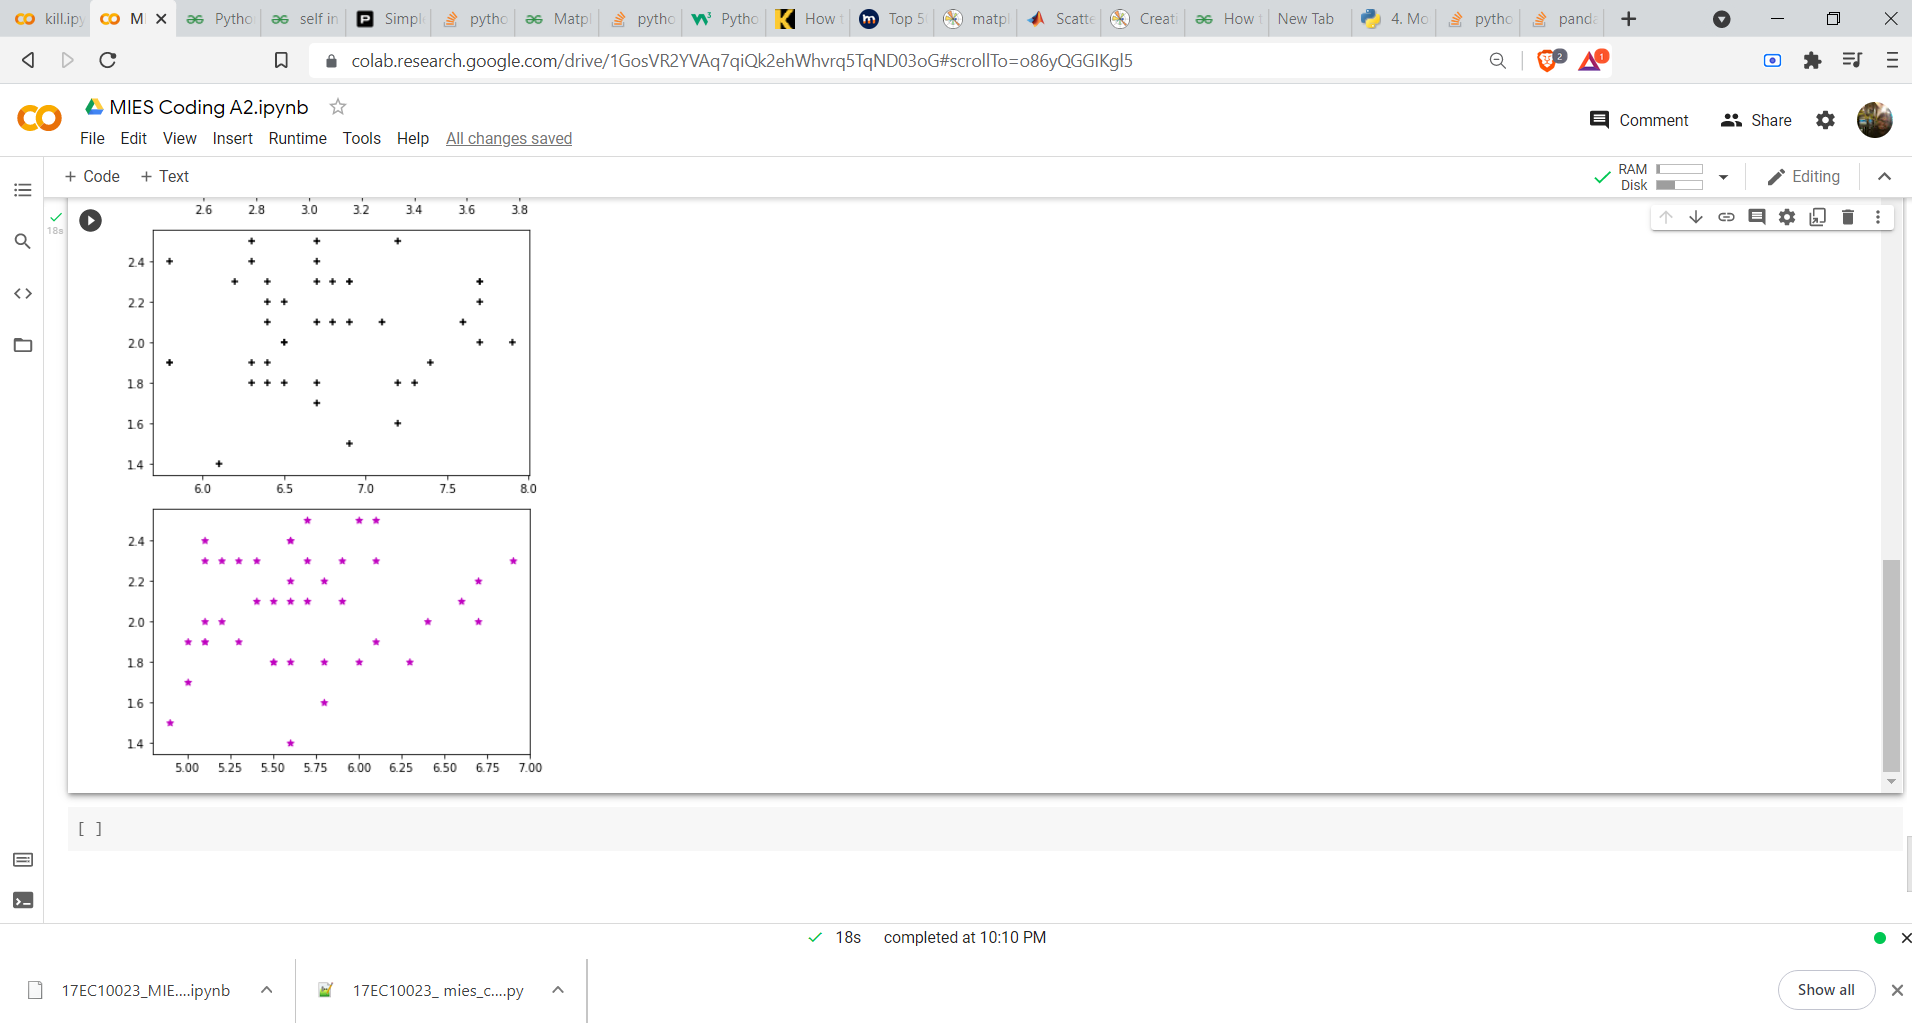 kill.ipy
MI
Pytho
self in
Simpl
pytho
Matpl
pytho
Pytho
How t
Top 5
matpl
Scatte
Creati
How t
New Tab
4. Mo
pytho
panda
colab.research.google.com/drive/1GosVR2YVAq7qiQk2ehWhvrq5TqND03oG#scrollTo=o86yQGGIKgl5
2
1
MIES Coding A2.ipynb
Comment
Share
File Edit View Insert Runtime Tools Help All changes saved
+ Code + Text
RAM
Disk
Editing
18s
2.6 2.8 3.0 3.2 3.4 3.6 3.8
2.4
2.2
2.0
1.8
1.6
1.4
6.0 6.5 7.0 7.5 8.0
2.4
2.2
2.0
1.8
1.6
1.4
5.00 5.25 5.50 5.75 6.00 6.25 6.50 6.75 7.00
[ ]
18s completed at 10:10 PM
17EC10023_MIE....ipynb
17EC10023_ mies_c....py
Show all